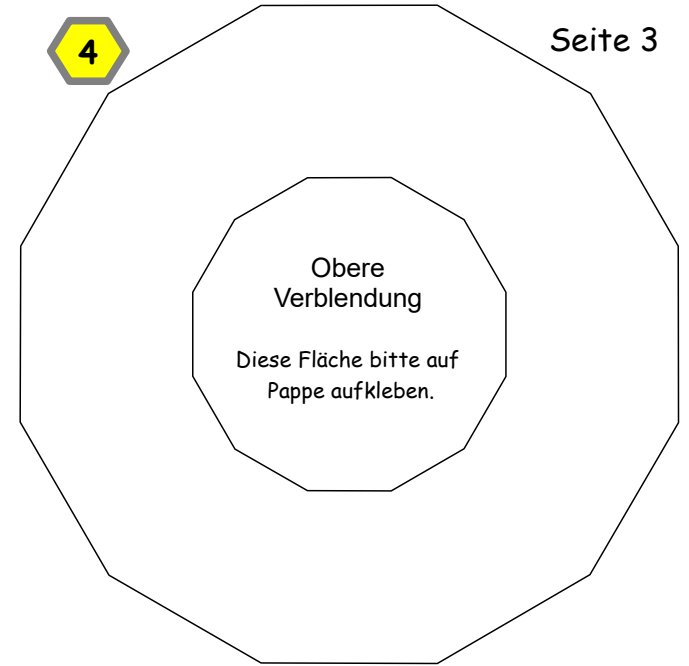 4
Seite 3
Obere
Verblendung
Diese Fläche bitte auf
Pappe aufkleben.